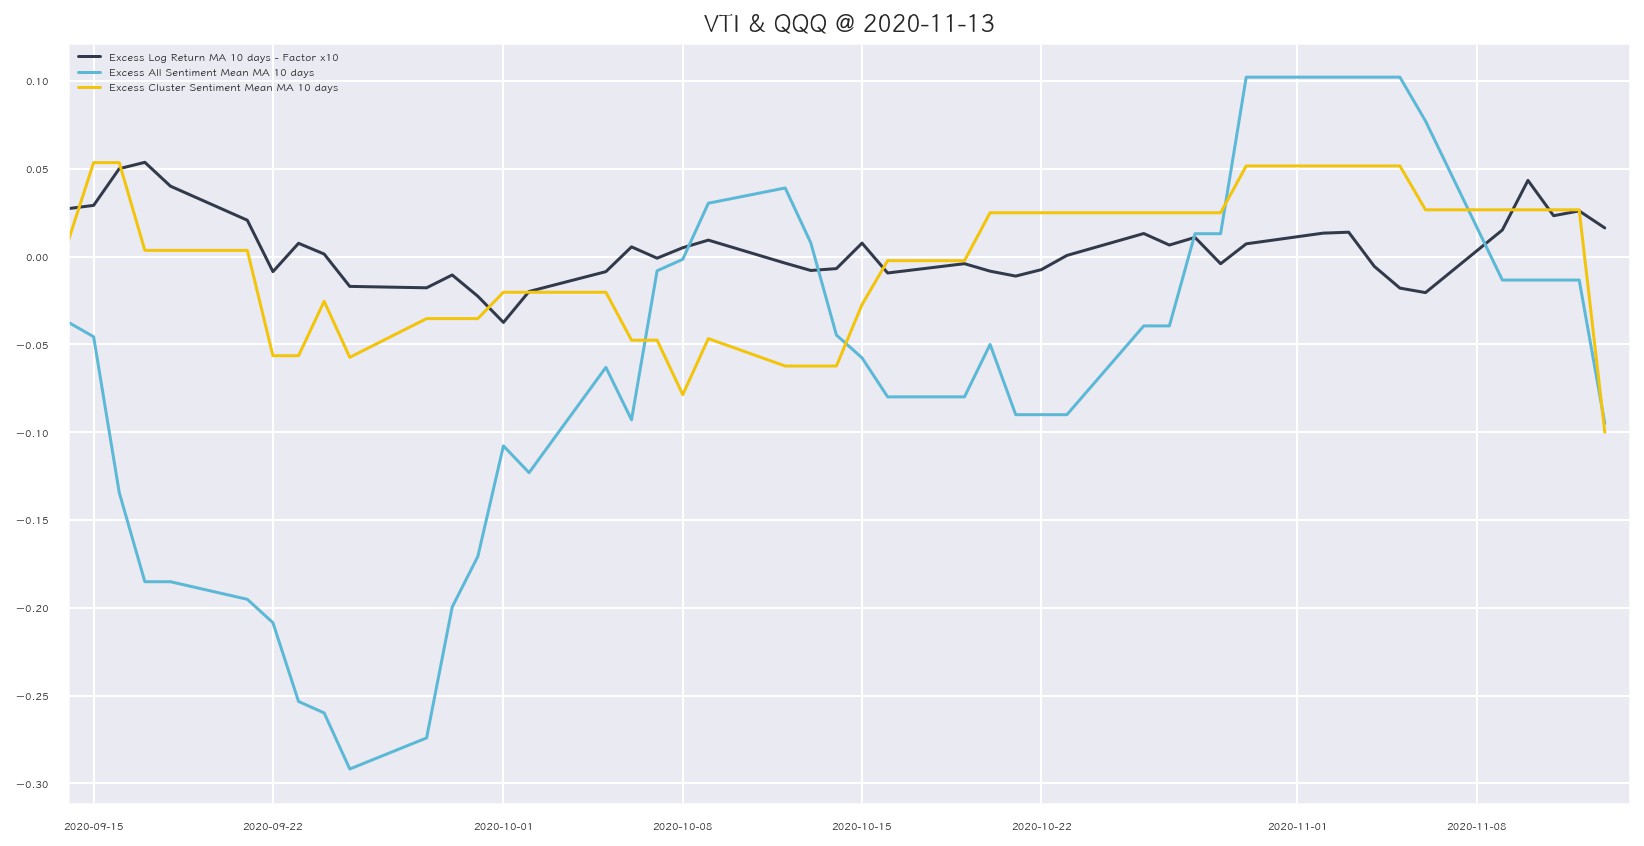 VTI & QQQ @ 2020-11-13
Excess Log Return MA 10 days - Factor x10
Excess All Sentiment Mean MA 10 days
Excess Cluster Sentiment Mean MA 10 days
0.10
0.05
0.00
−0.05
−0.10
−0.15
−0.20
−0.25
−0.30
2020-09-15 2020-09-22 2020-10-01 2020-10-08 2020-10-15 2020-10-22 2020-11-01 2020-11-08